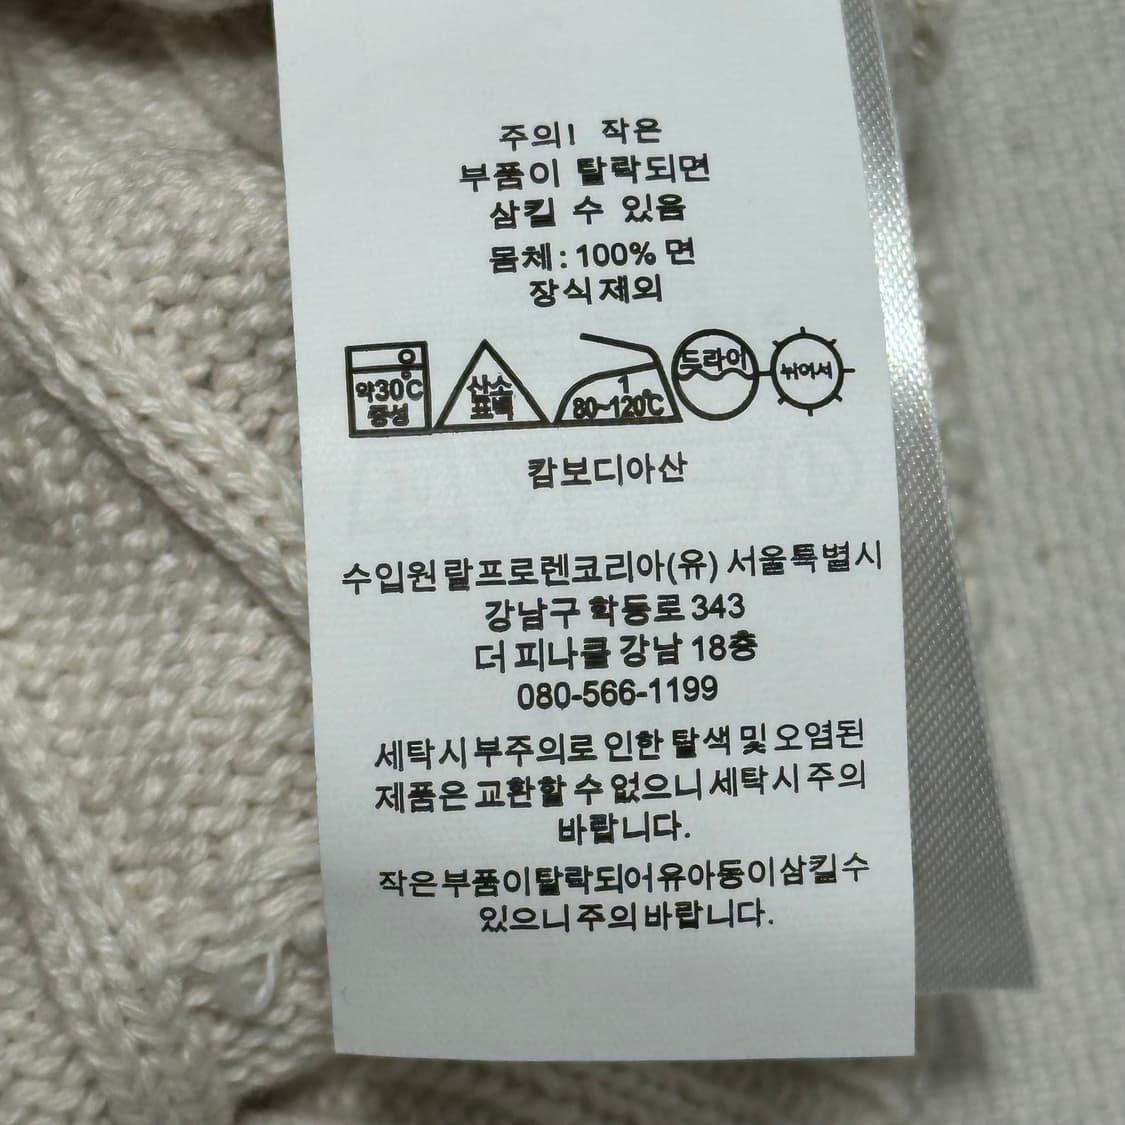 주의! 작은
부품이 탈락되면
삼킬 수 있음
몸체: 100% 면
장식제외
약30℃
중성
산소
표백
1
80~120℃
드라이
뉘어서
캄보디아산
수입원 랄프로렌코리아(유) 서울특별시
강남구 학동로 343
더 피나클 강남 18층
080-566-1199
세탁시 부주의로 인한 탈색 및 오염된
제품은 교환할 수 없으니 세탁시 주의
바랍니다.
작은부품이탈락되어유아동이삼킬수
있으니 주의 바랍니다.